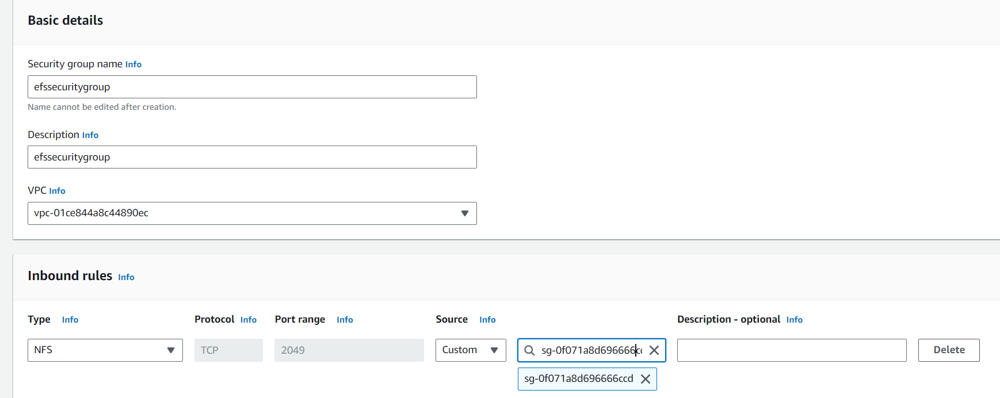 Basic details
Security group name Info
efssecuritygroup
Name cannot be edited after creation.
Description Info
efssecuritygroup
VPC Info
vpc-01ce844a8c44890ec
Inbound rules Info
Type Info Protocol Info Port range Info Source Info Description - optional Info
NFS TCP 2049 Custom sg-0f071a8d696666cc Delete
sg-0f071a8d696666ccd